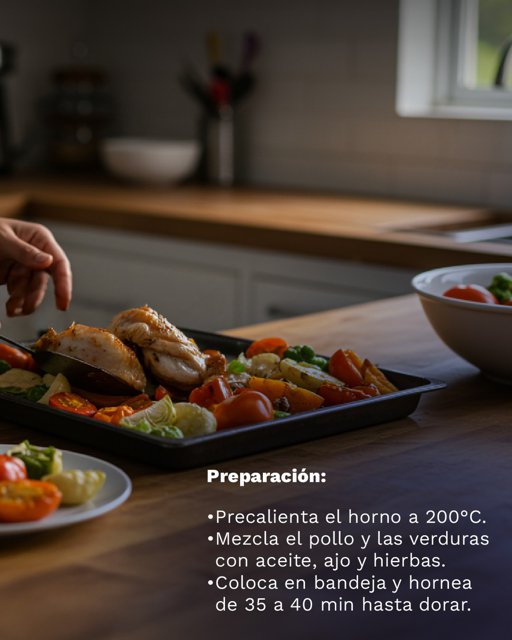 Preparación:
•Precalienta el horno a 200°C.
•Mezcla el pollo y las verduras
con aceite, ajo y hierbas.
•Coloca en bandeja y hornea
de 35 a 40 min hasta dorar.